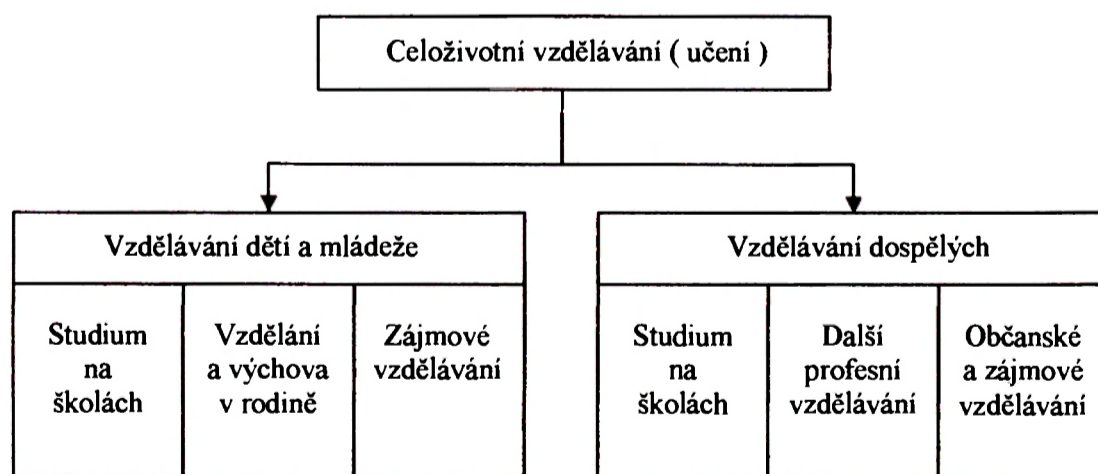 Celoživotní vzdělávání ( učení )
Vzdělávání dětí a mládeže
Studium
na
školách
Vzdělání
a výchova
v rodině
Zájmové
vzdělávání
Vzdělávání dospělých
Studium
na
školách
Další
profesní
vzdělávání
Občanské
a zájmové
vzdělávání